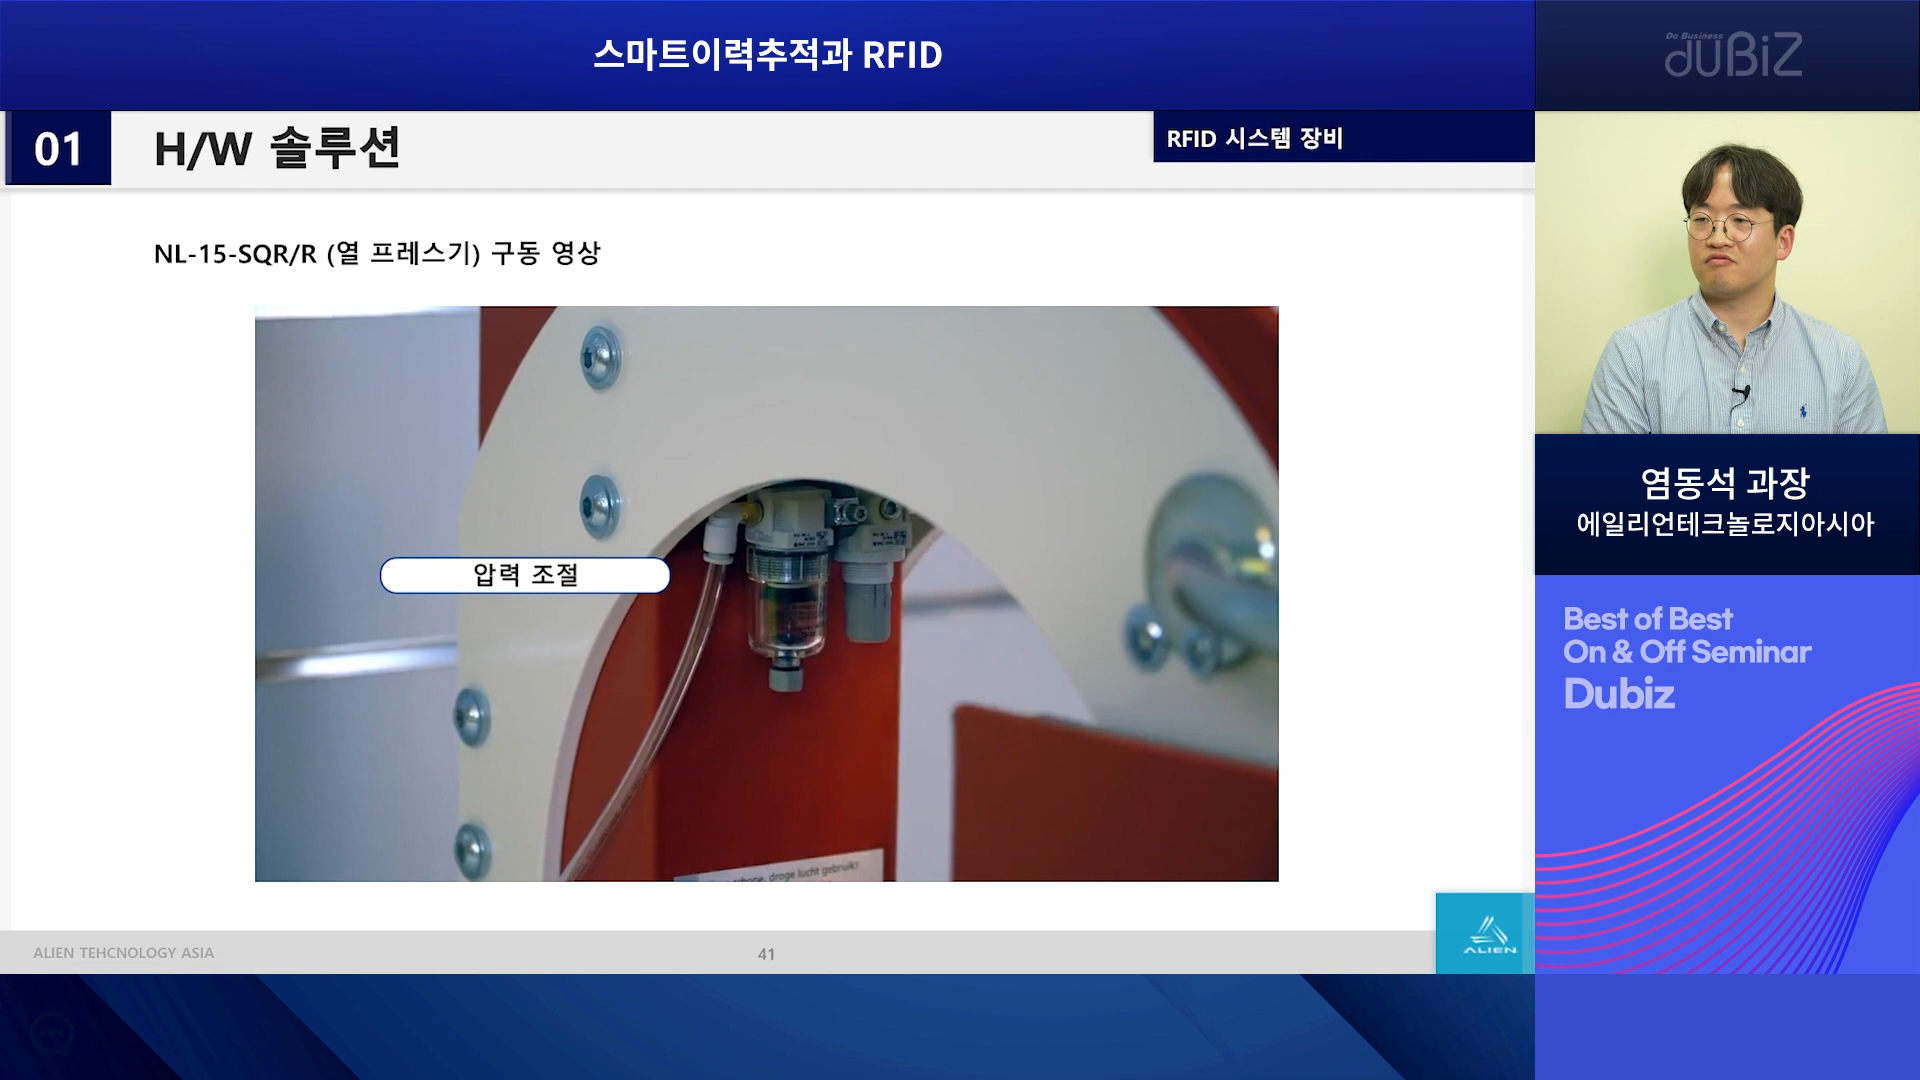 스마트이력추적과 RFID
Do Business
duBiZ
01
H/W 솔루션
RFID 시스템 장비
NL-15-SQR/R (열 프레스기) 구동 영상
압력 조절
droge lucht gebruik?
염동석 과장
에일리언테크놀로지아시아
Best of Best
On & Off Seminar
Dubiz
ALIEN TEHCNOLOGY ASIA
41
ALIEN